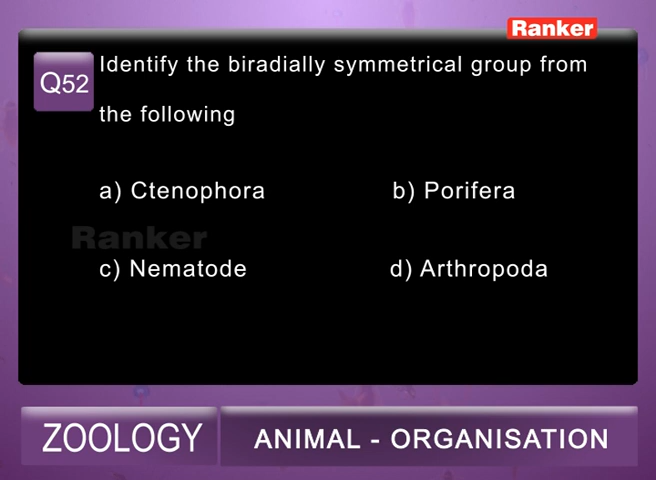 Ranker
Q52
Identify the biradially symmetrical group from
the following
a) Ctenophora
b) Porifera
Ranker
c) Nematode
d) Arthropoda
ZOOLOGY
ANIMAL - ORGANISATION